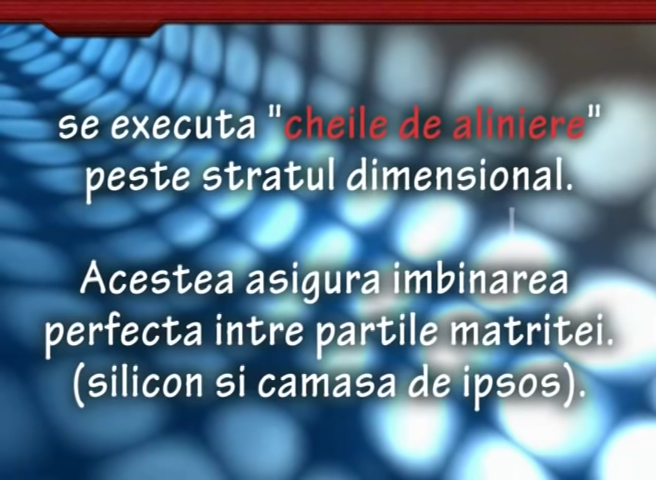 se executa "cheile de aliniere"
peste stratul dimensional.
Acestea asigura imbinarea
perfecta intre partile matritei.
(silicon si camasa de ipsos).